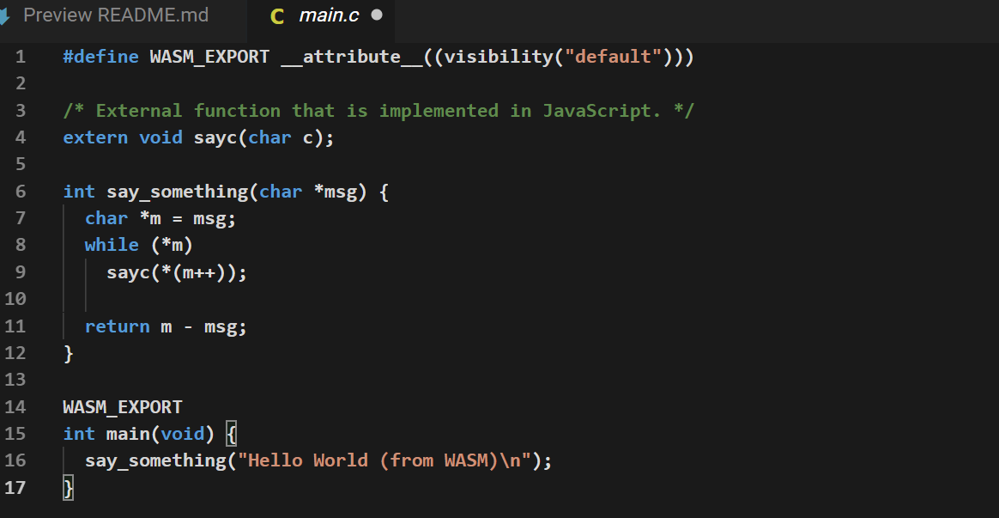 Preview README.md
C main.c
1 #define WASM_EXPORT __attribute__((visibility("default")))
2
3 /* External function that is implemented in JavaScript. */
4 extern void sayc(char c);
5
6 int say_something(char *msg) {
7   char *m = msg;
8   while (*m)
9     sayc(*(m++));
10
11   return m - msg;
12 }
13
14 WASM_EXPORT
15 int main(void) {
16   say_something("Hello World (from WASM)\n");
17 }